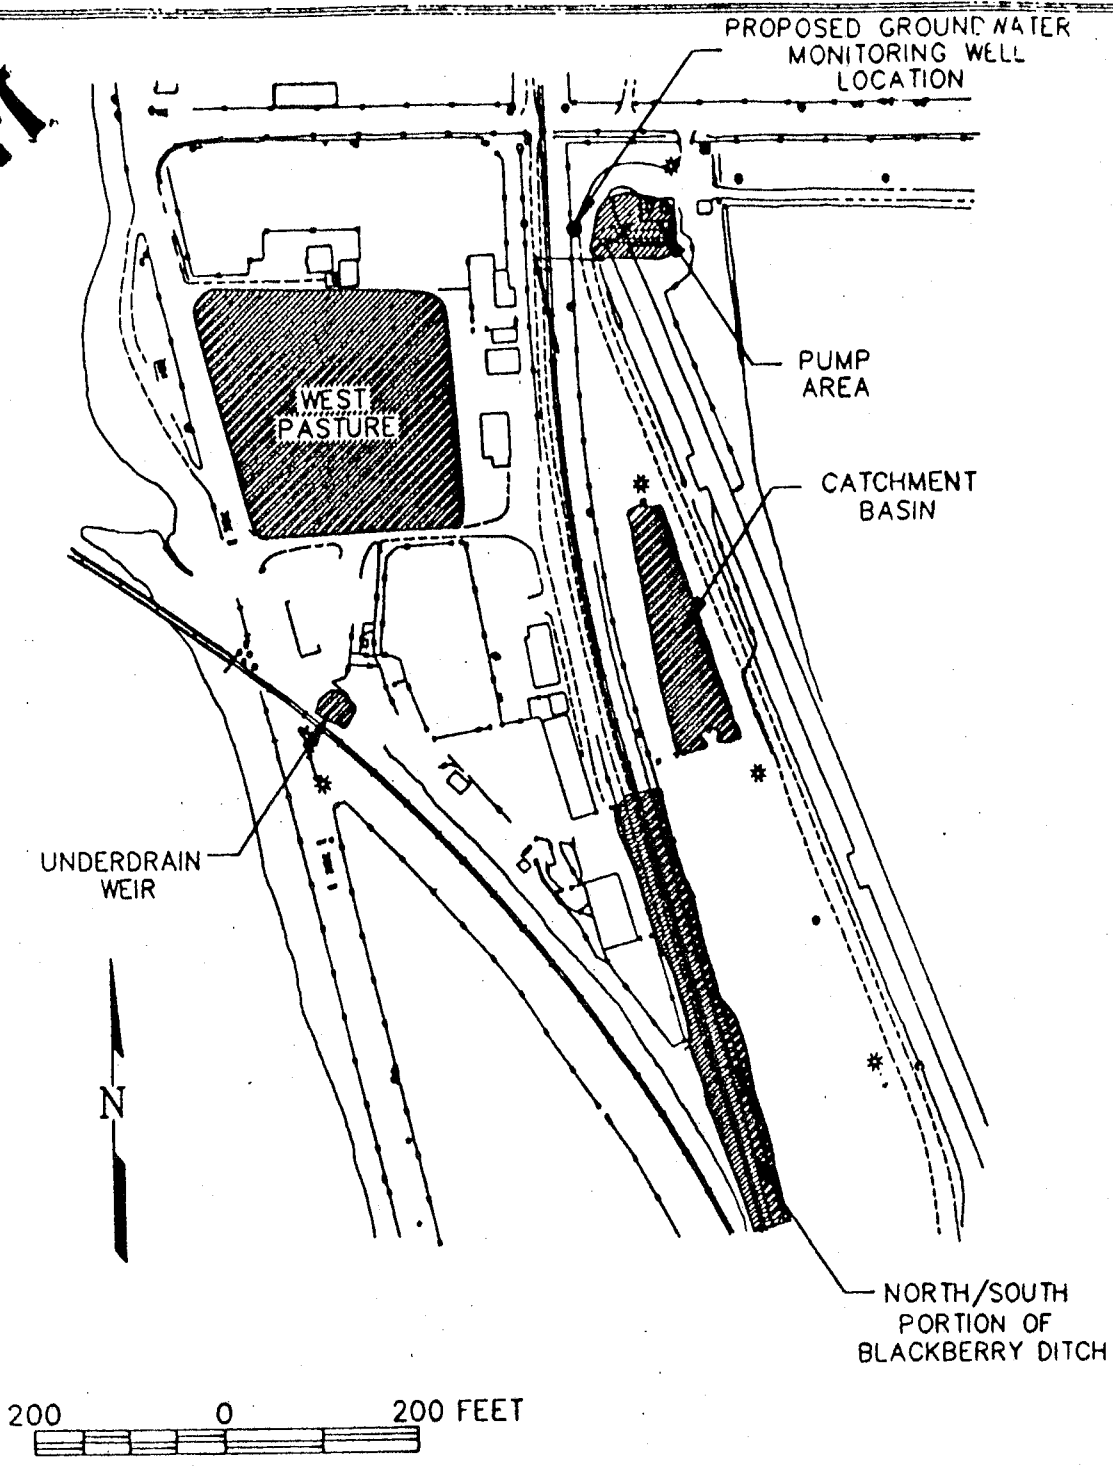 PROPOSED GROUNDWATER
MONITORING WELL
LOCATION
WEST
PASTURE
PUMP
AREA
CATCHMENT
BASIN
UNDERDRAIN
WEIR
N
NORTH/SOUTH
PORTION OF
BLACKBERRY DITCH
200 0 200 FEET